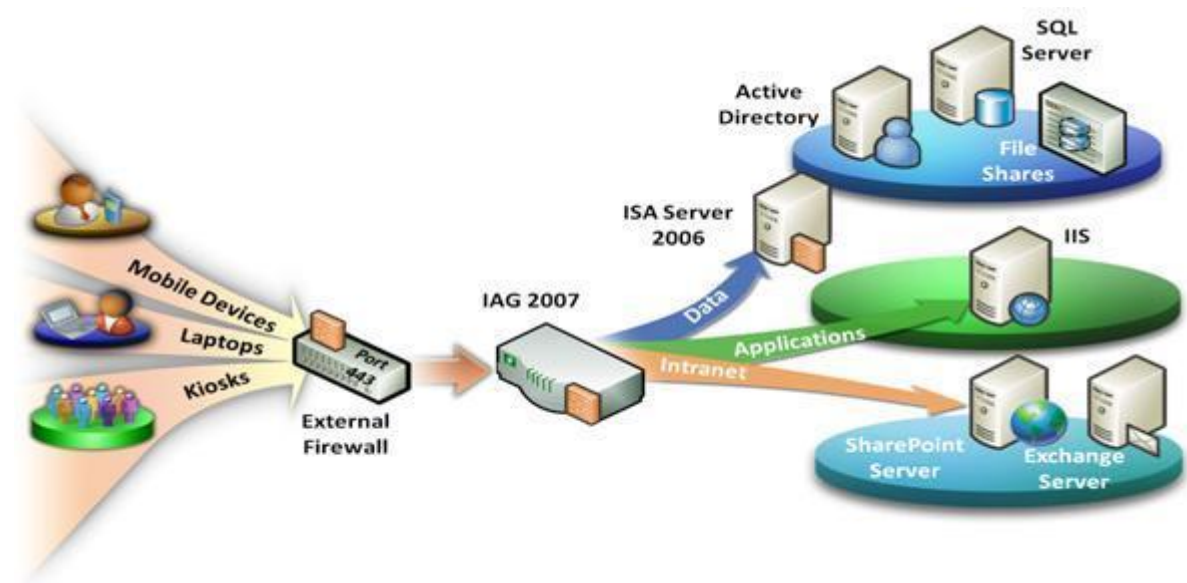 Mobile Devices
Laptops
Kiosks
Port
443
External
Firewall
IAG 2007
Data
Applications
Intranet
ISA Server
2006
Active
Directory
SQL
Server
File
Shares
IIS
SharePoint
Server
Exchange
Server